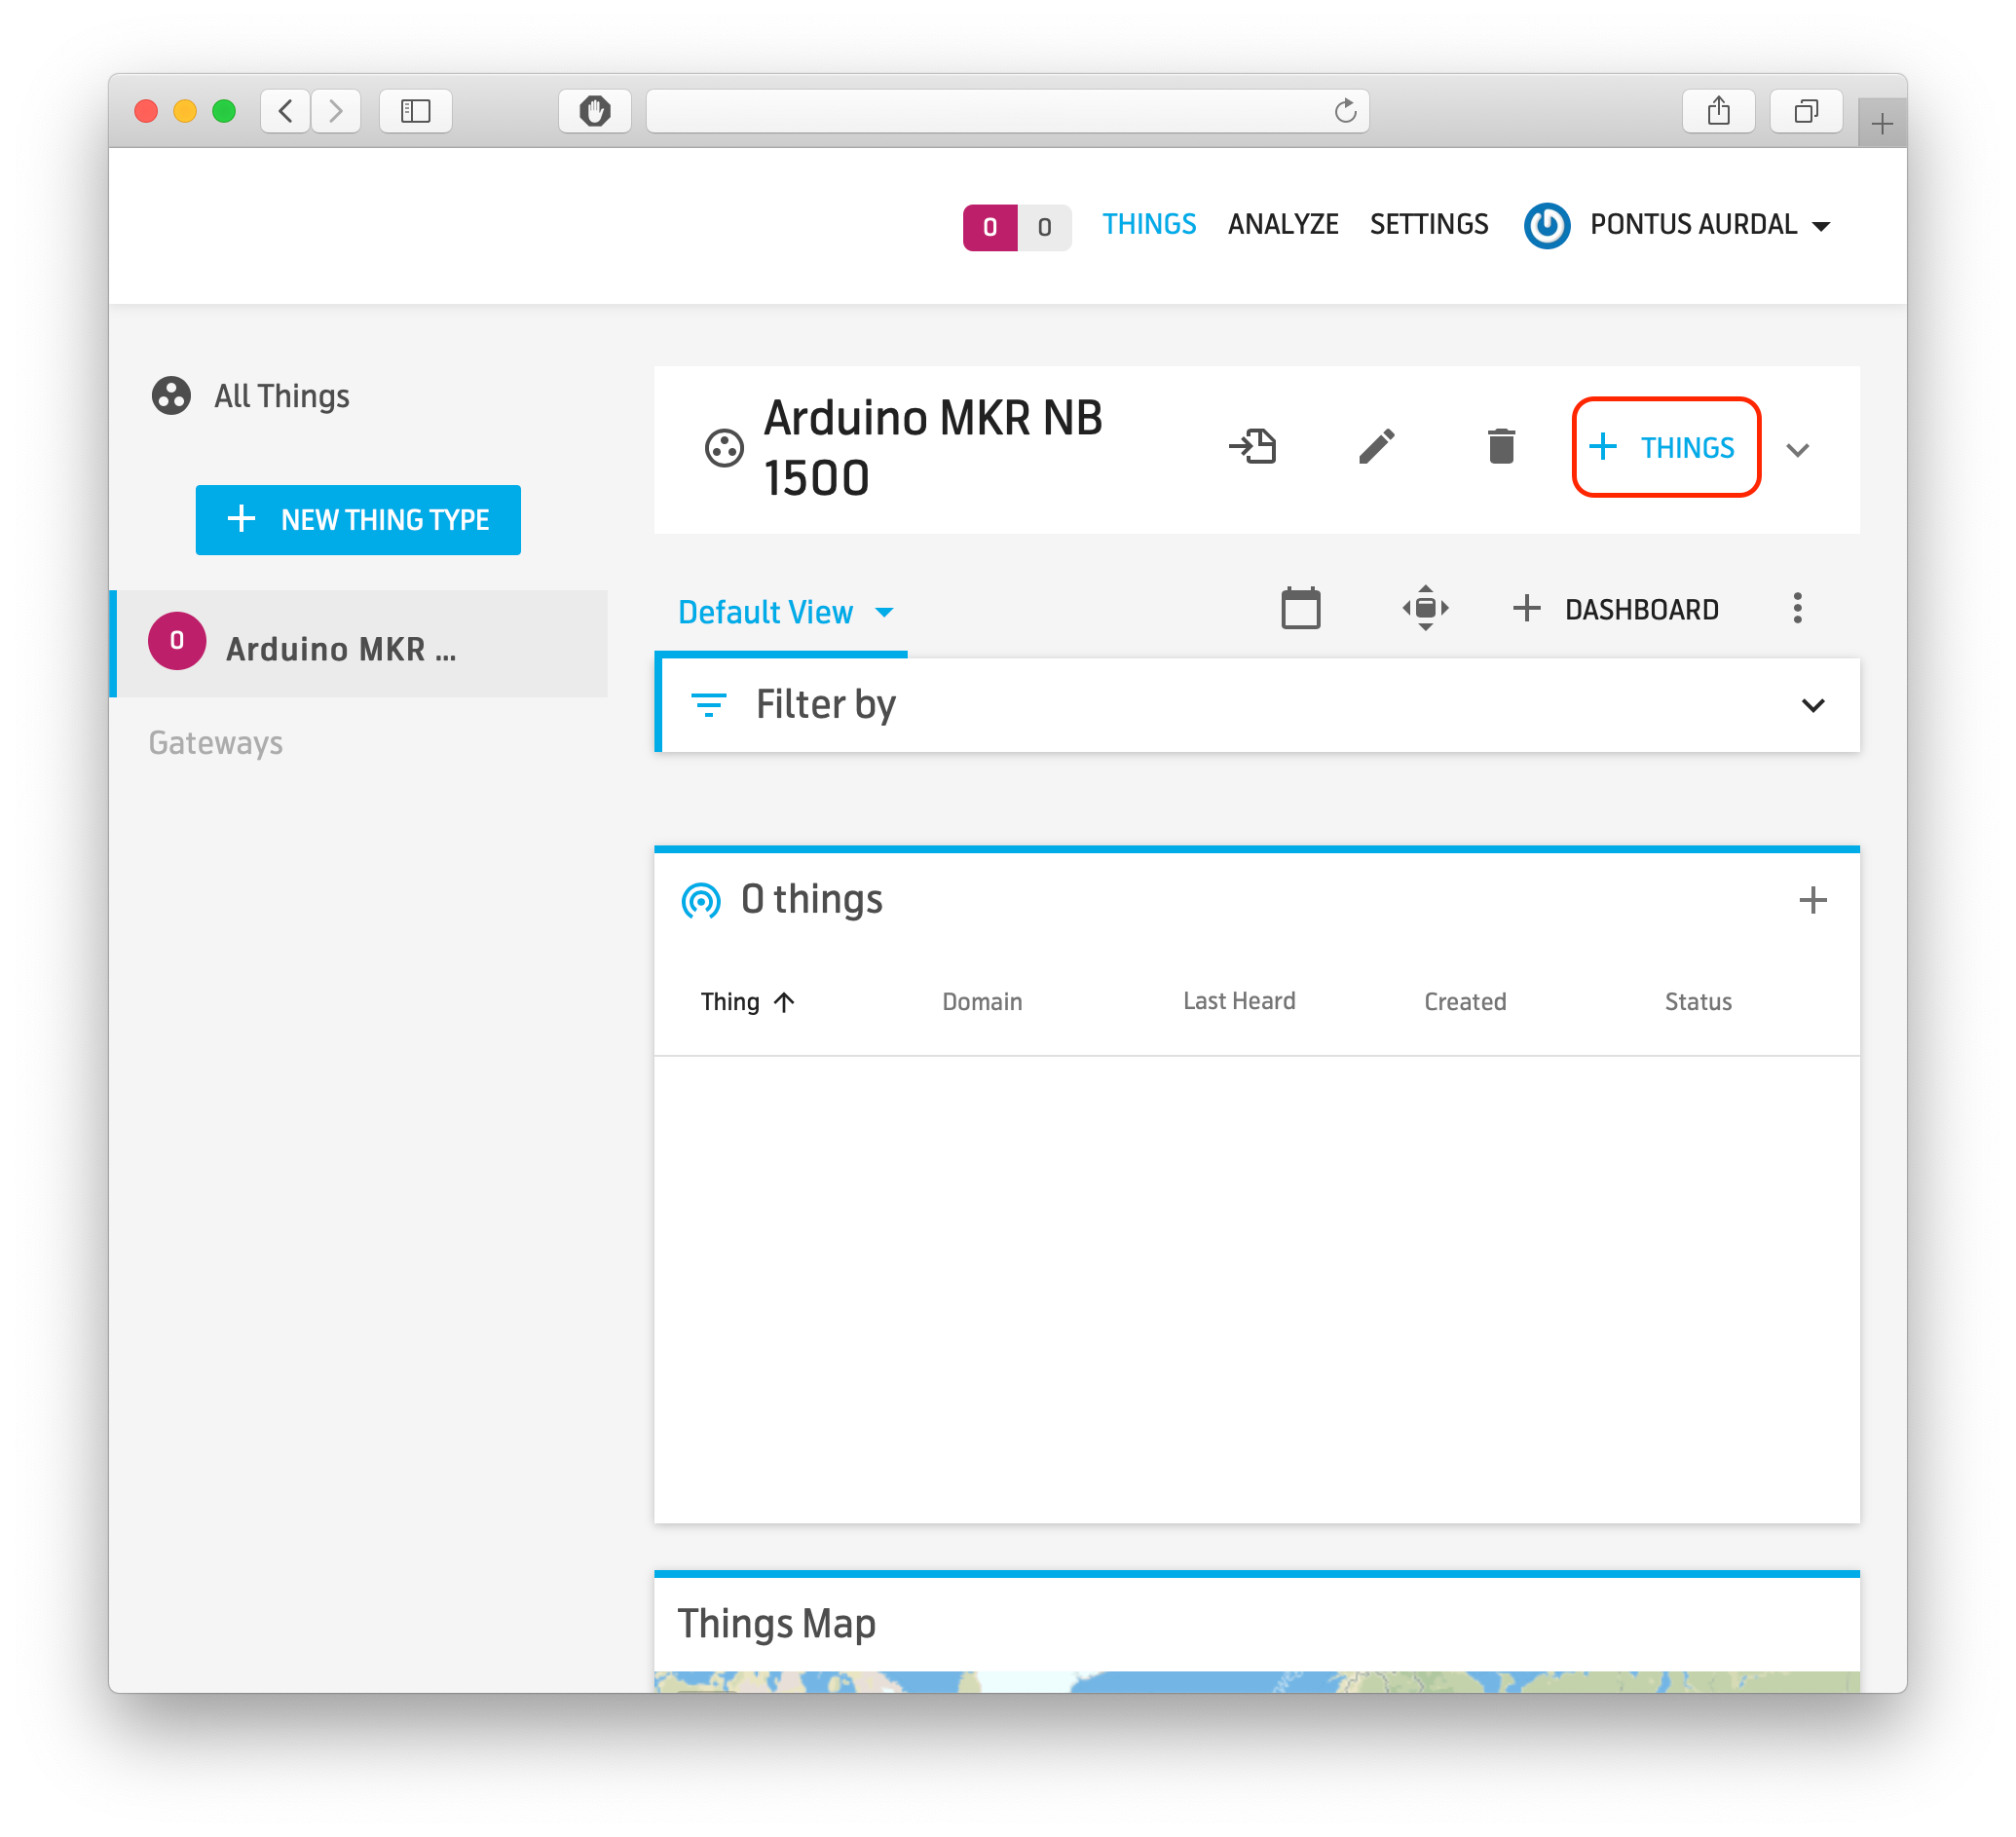 0 0 THINGS ANALYZE SETTINGS PONTUS AURDAL
All Things
NEW THING TYPE
0 Arduino MKR ...
Gateways
Arduino MKR NB
1500
THINGS
Default View
DASHBOARD
Filter by
0 things
Thing Domain Last Heard Created Status
Things Map